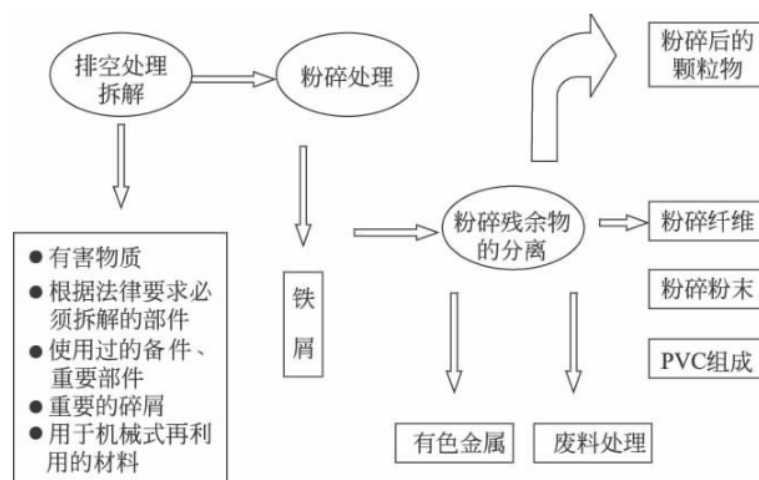 排空处理
拆解
粉碎处理
粉碎后的
颗粒物
粉碎残余物
的分离
粉碎纤维
粉碎粉末
PVC组成
● 有害物质
● 根据法律要求必
须拆解的部件
● 使用过的备件、
重要部件
● 重要的碎屑
● 用于机械式再利
用的材料
铁
屑
有色金属
废料处理